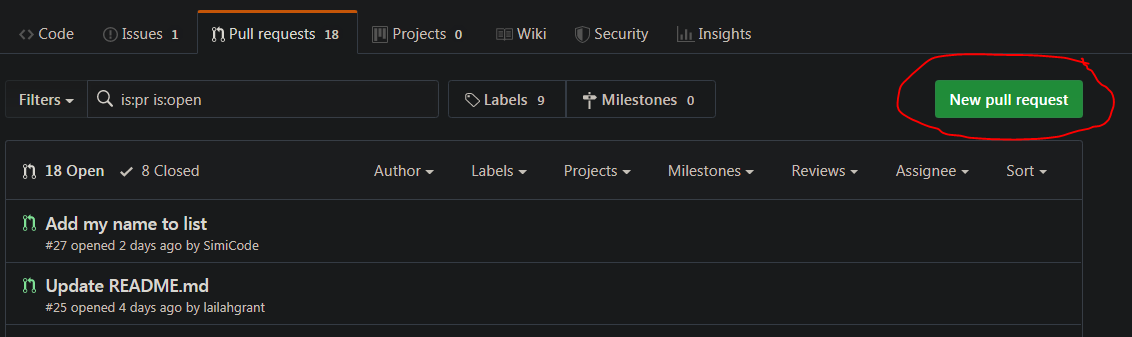 Code Issues 1 Pull requests 18 Projects 0 Wiki Security Insights
Filters is:pr is:open Labels 9 Milestones 0 New pull request
18 Open 8 Closed Author Labels Projects Milestones Reviews Assignee Sort
Add my name to list
#27 opened 2 days ago by SimiCode
Update README.md
#25 opened 4 days ago by lailahgrant